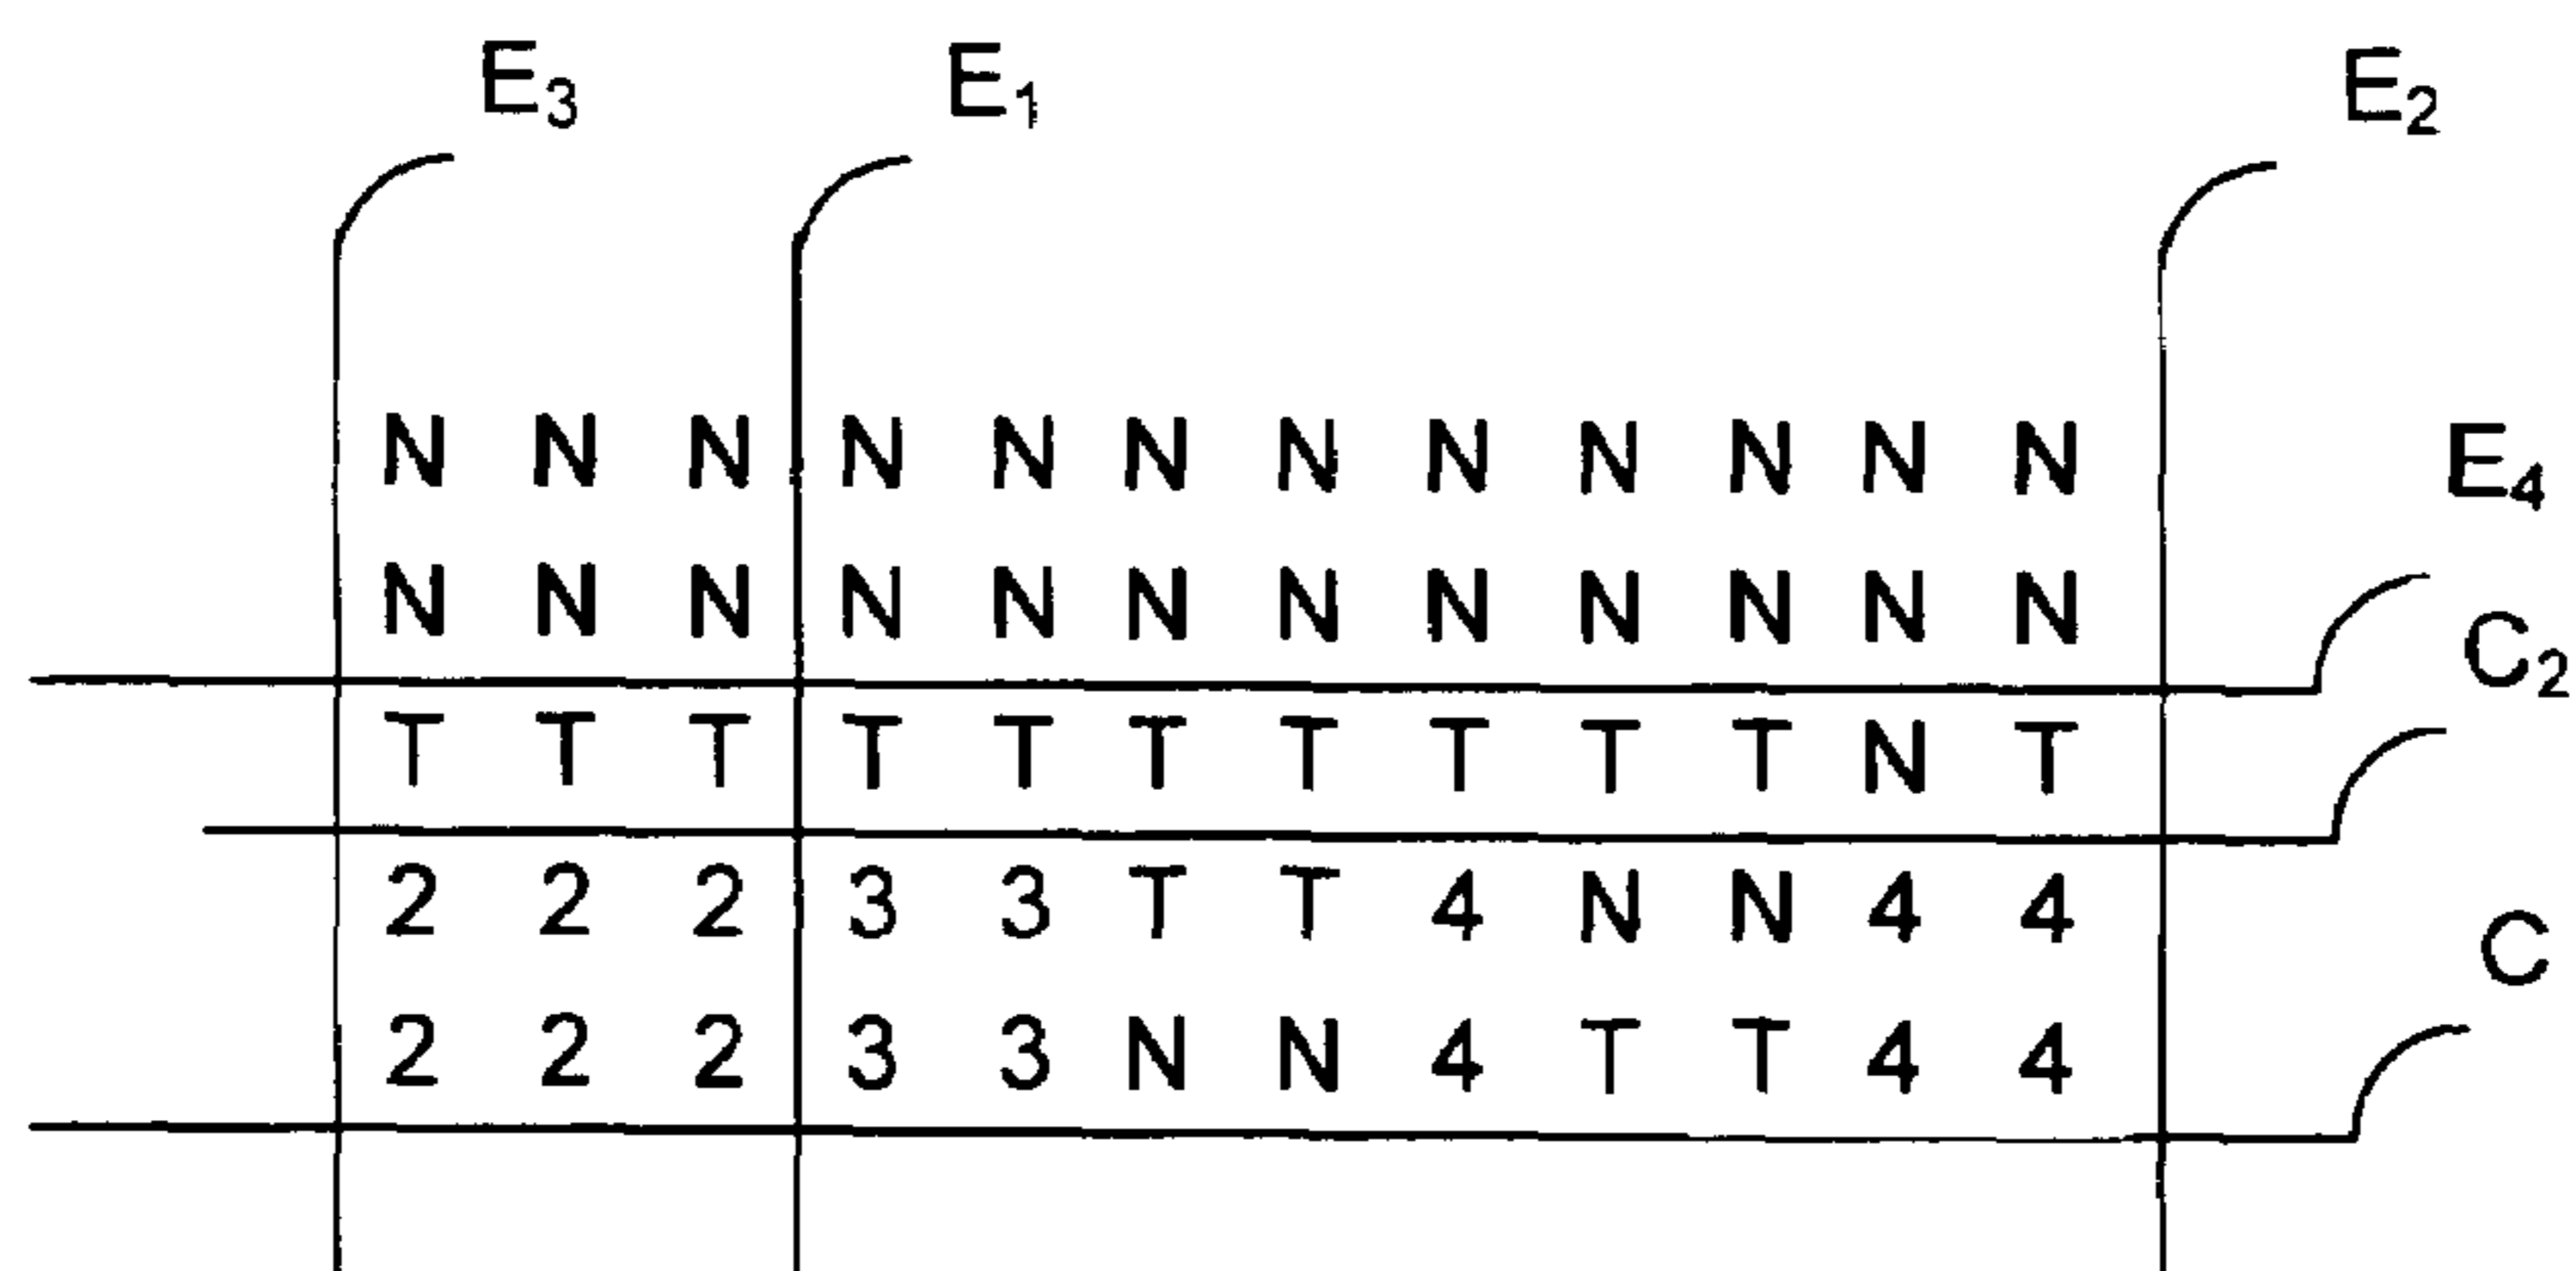 E₃ E₁ E₂
N N N N N N N N N N N N
E₄
N N N N N N N N N N N N
C₂
T T T T T T T T T T N T
2 2 2 3 3 T T 4 N N 4 4
C
2 2 2 3 3 N N 4 T T 4 4